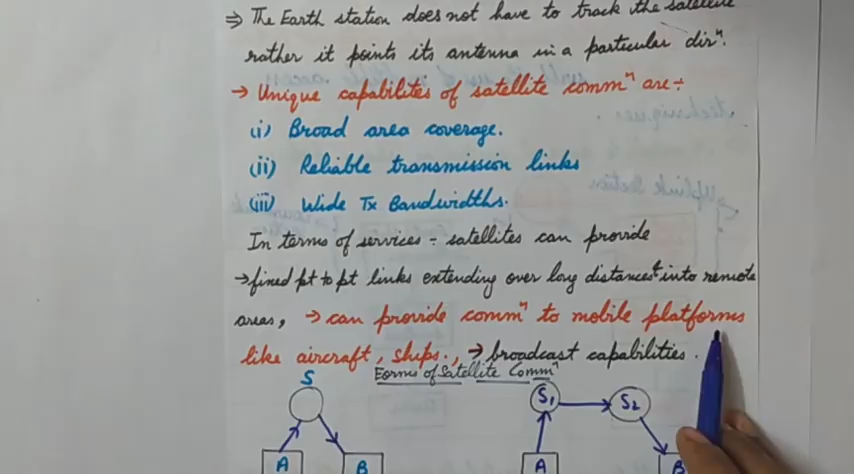 ⇒ The Earth station does not have to track the satellite
rather it points its antenna in a particular dirⁿ.
→ Unique capabilites of satellite commⁿ are ÷
(i) Broad area coverage.
(ii) Reliable transmission links
(iii) Wide Tx Bandwidths.
In terms of services ÷ satellites can provide
→ fined pt to pt links extending over long distances & into remote
areas, → can provide commⁿ to mobile platforms
like aircraft, ships., → broadcast capabilities.
Forms of Satellite Commⁿ
S
S₁ S₂
A B A B